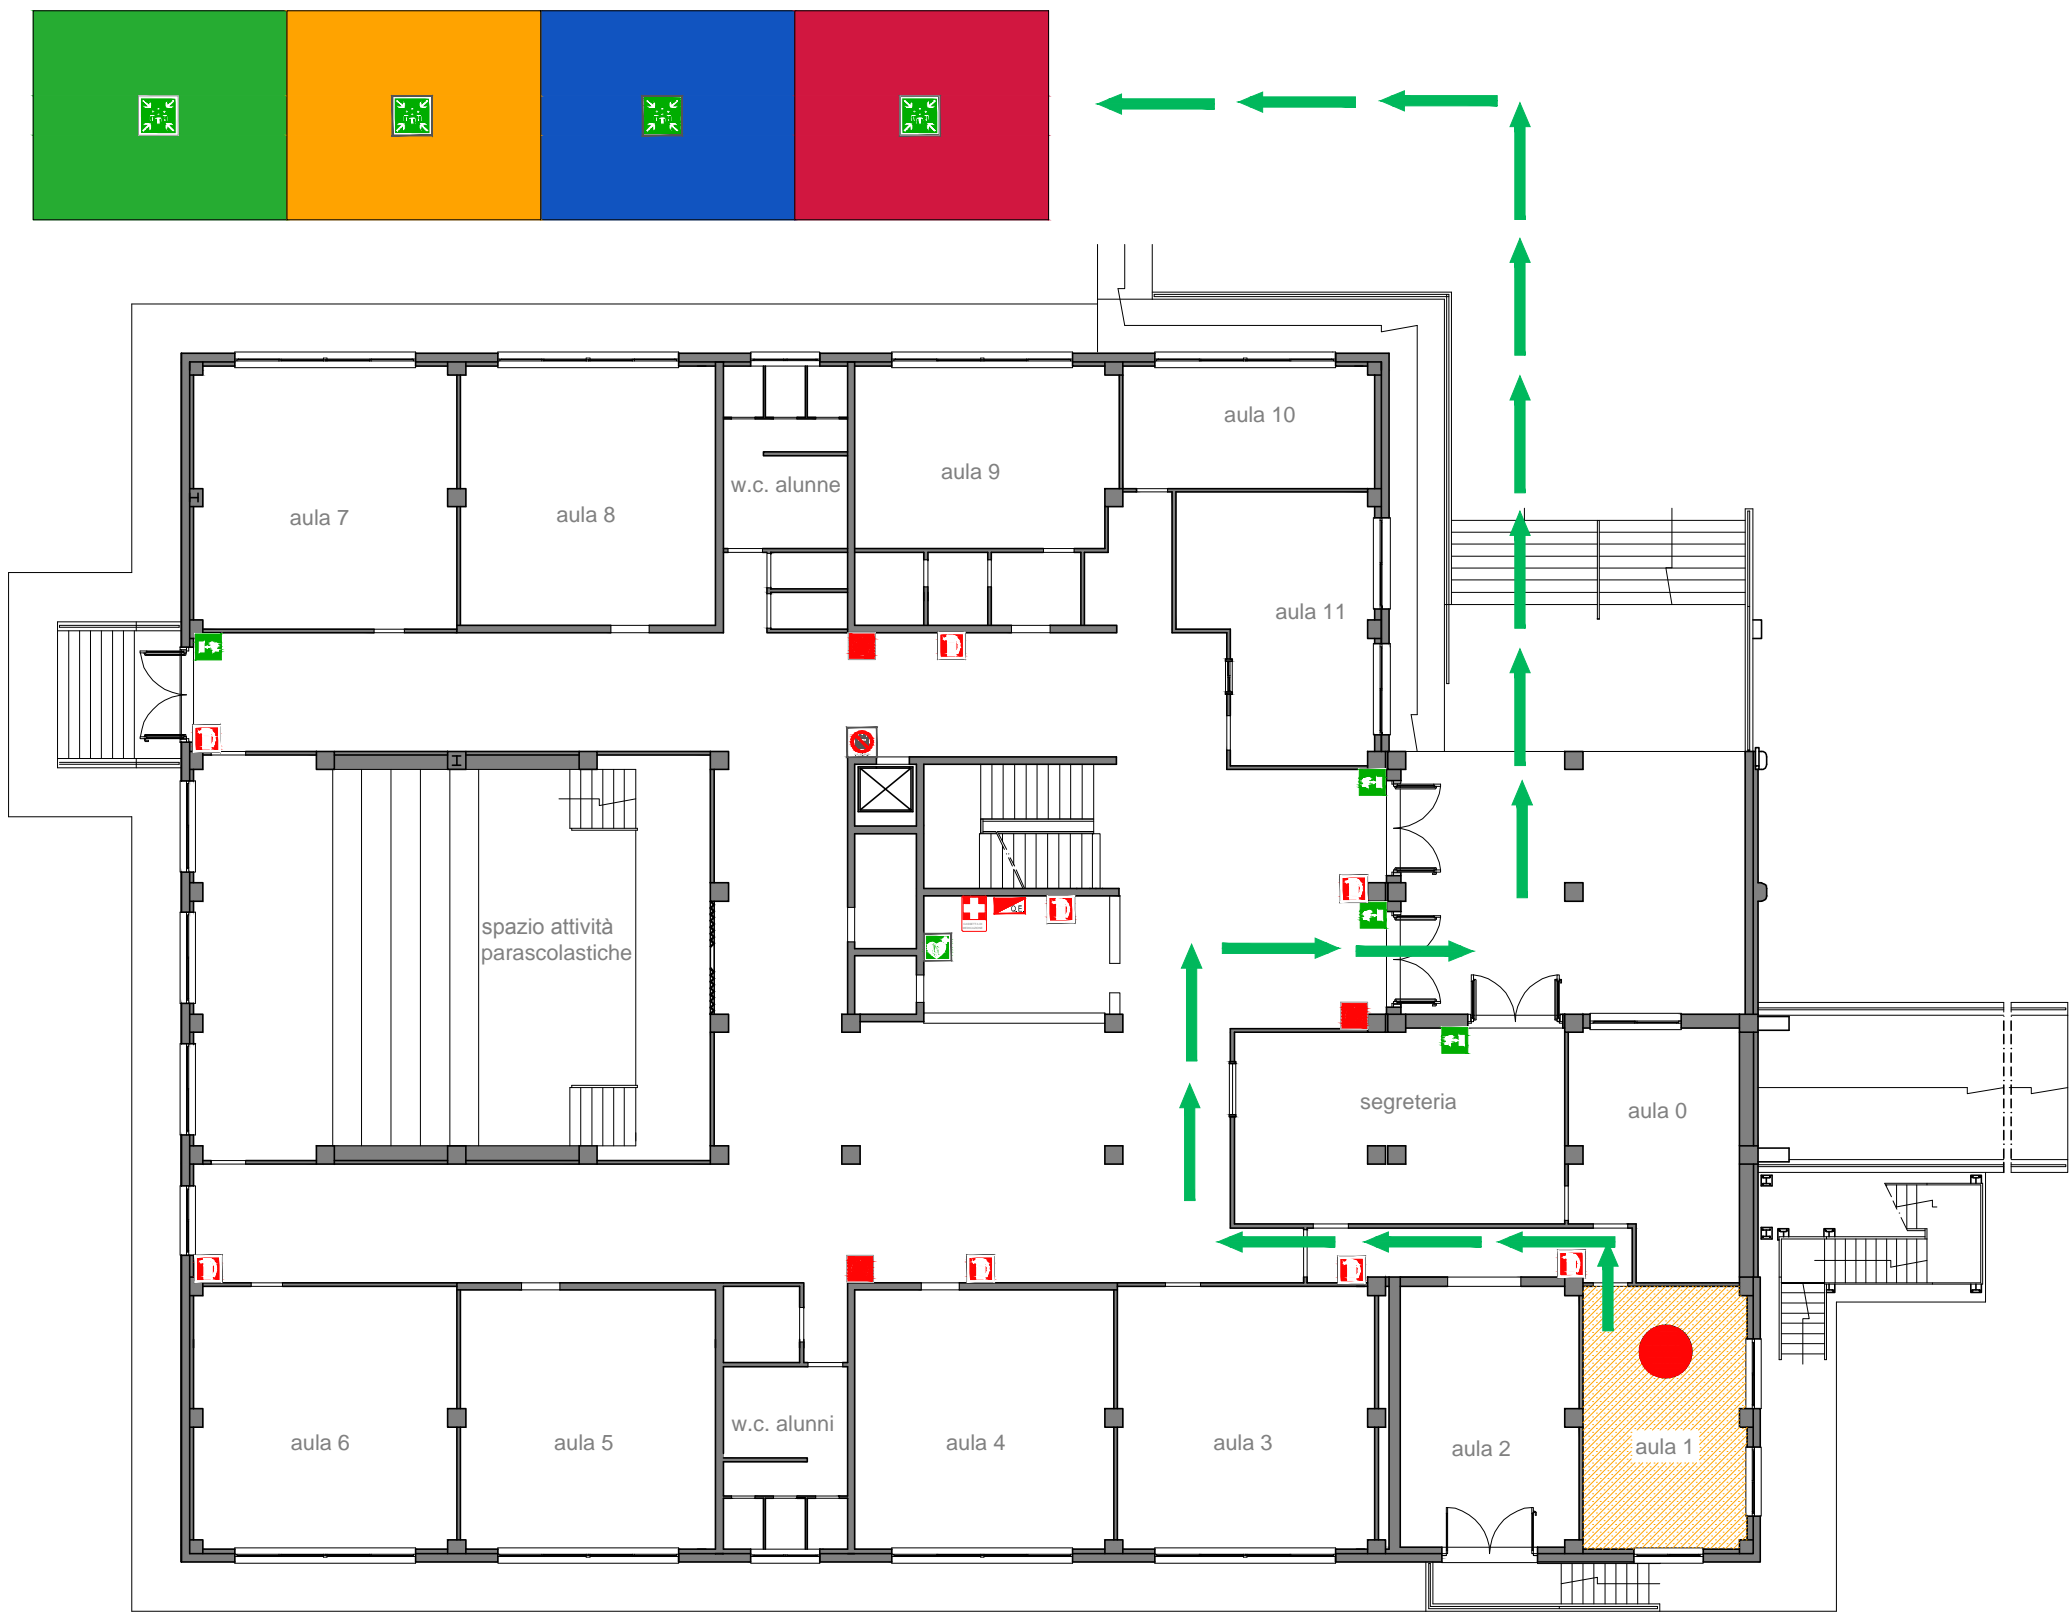 aula 10
aula 9
w.c. alunne
aula 7
aula 8
aula 11
spazio attività
parascolastiche
Q.E.
segreteria
aula 0
aula 6
aula 5
w.c. alunni
aula 4
aula 3
aula 2
aula 1